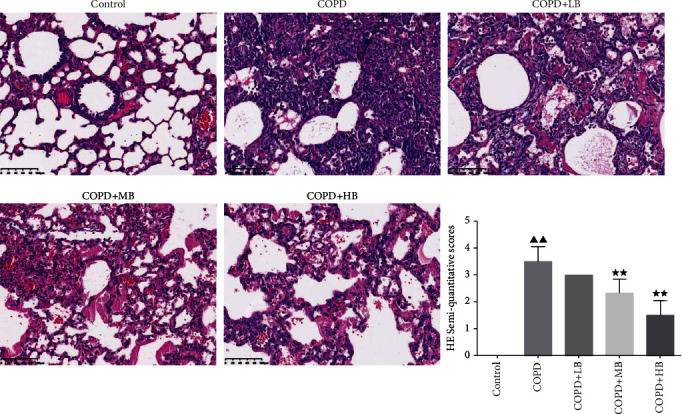 Control
COPD
COPD+LB
COPD+MB
COPD+HB
HE Semi-quantitative scores
5
4
3
2
1
0
▲▲
★★
★★
Control
COPD
COPD+LB
COPD+MB
COPD+HB